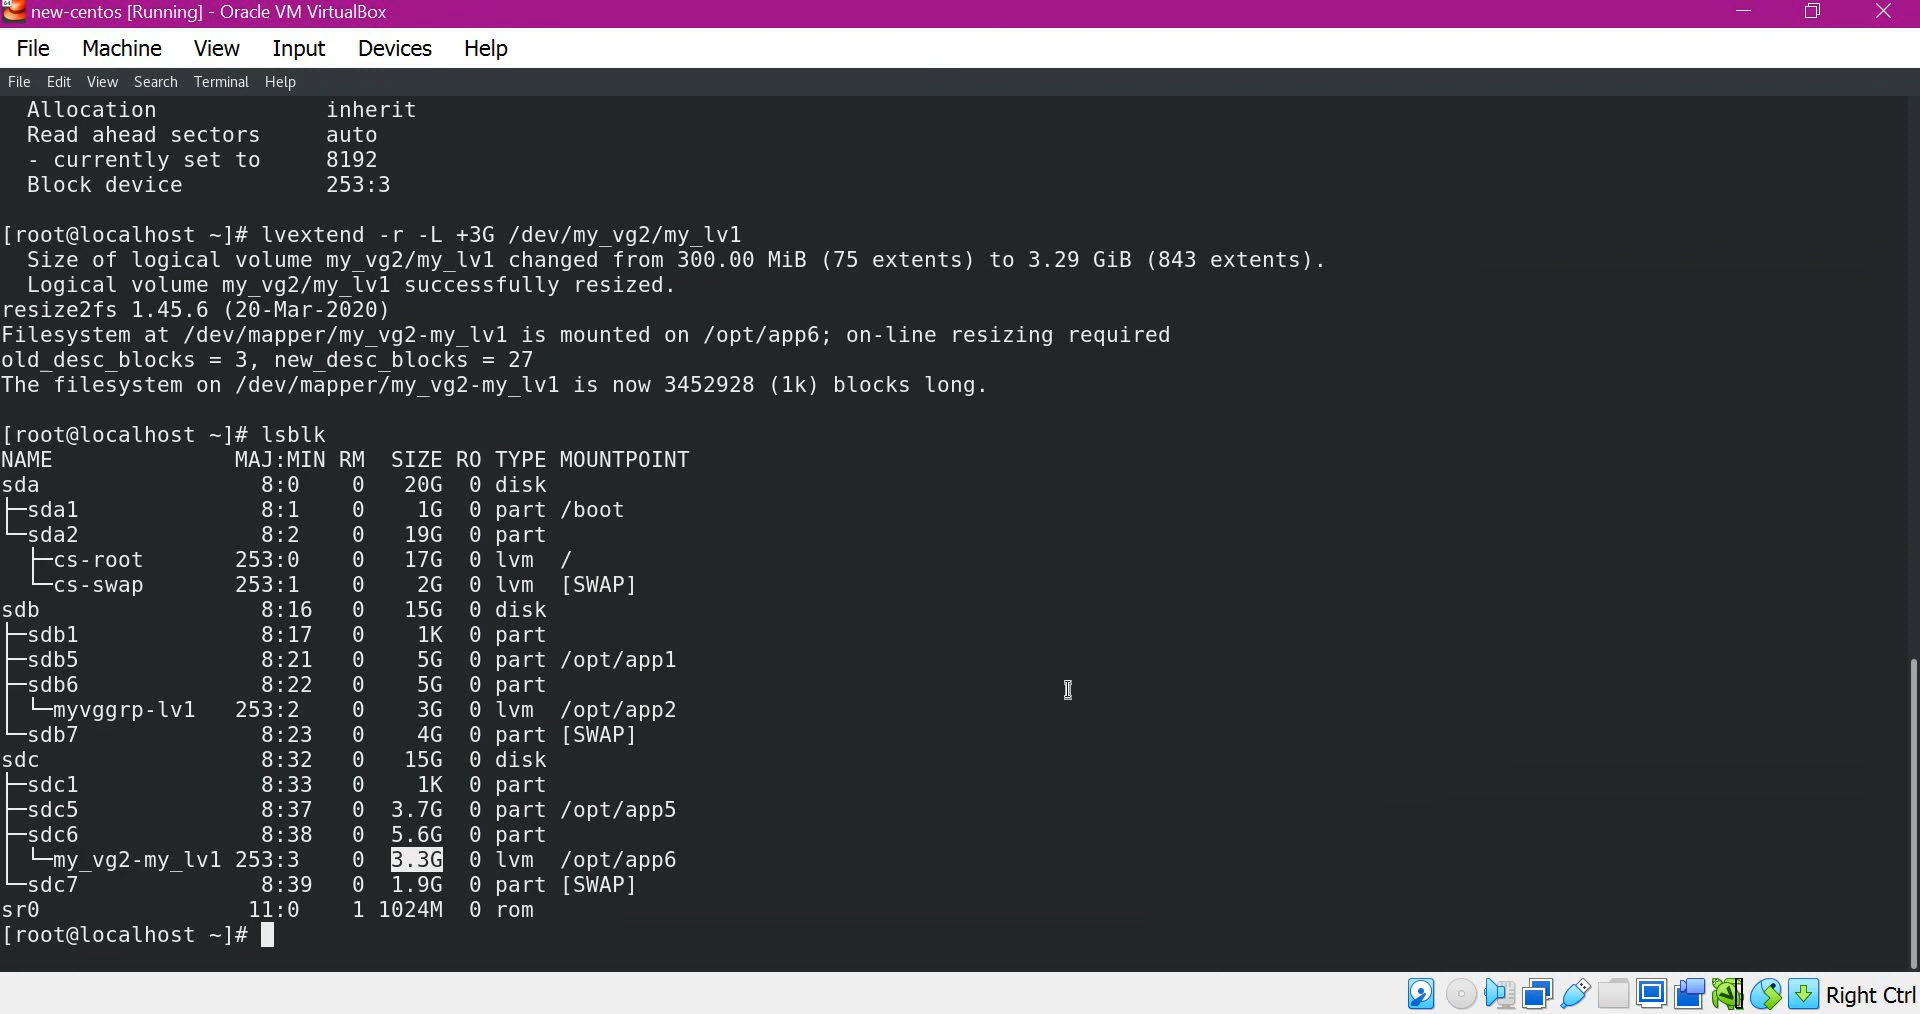 new-centos [Running] - Oracle VM VirtualBox
File Machine View Input Devices Help
File Edit View Search Terminal Help
Allocation inherit
Read ahead sectors auto
- currently set to 8192
Block device 253:3
[root@localhost ~]# lvextend -r -L +3G /dev/my_vg2/my_lv1
Size of logical volume my_vg2/my_lv1 changed from 300.00 MiB (75 extents) to 3.29 GiB (843 extents).
Logical volume my_vg2/my_lv1 successfully resized.
resize2fs 1.45.6 (20-Mar-2020)
Filesystem at /dev/mapper/my_vg2-my_lv1 is mounted on /opt/app6; on-line resizing required
old_desc_blocks = 3, new_desc_blocks = 27
The filesystem on /dev/mapper/my_vg2-my_lv1 is now 3452928 (1k) blocks long.
[root@localhost ~]# lsblk
NAME MAJ:MIN RM SIZE RO TYPE MOUNTPOINT
sda 8:0 0 20G 0 disk
├─sda1 8:1 0 1G 0 part /boot
└─sda2 8:2 0 19G 0 part
├─cs-root 253:0 0 17G 0 lvm /
└─cs-swap 253:1 0 2G 0 lvm [SWAP]
sdb 8:16 0 15G 0 disk
├─sdb1 8:17 0 1K 0 part
├─sdb5 8:21 0 5G 0 part /opt/app1
├─sdb6 8:22 0 5G 0 part
│ └─myvggrp-lv1 253:2 0 3G 0 lvm /opt/app2
└─sdb7 8:23 0 4G 0 part [SWAP]
sdc 8:32 0 15G 0 disk
├─sdc1 8:33 0 1K 0 part
├─sdc5 8:37 0 3.7G 0 part /opt/app5
├─sdc6 8:38 0 5.6G 0 part
│ └─my_vg2-my_lv1 253:3 0 3.3G 0 lvm /opt/app6
└─sdc7 8:39 0 1.9G 0 part [SWAP]
sr0 11:0 1 1024M 0 rom
[root@localhost ~]#
Right Ctrl